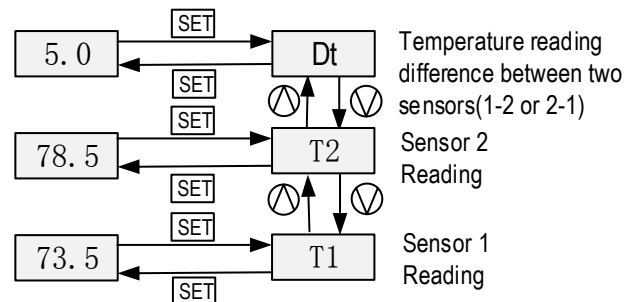 SET
5.0
Dt
Temperature reading
difference between two
sensors(1-2 or 2-1)
SET
SET
78.5
T2
Sensor 2
Reading
SET
SET
73.5
T1
Sensor 1
Reading
SET